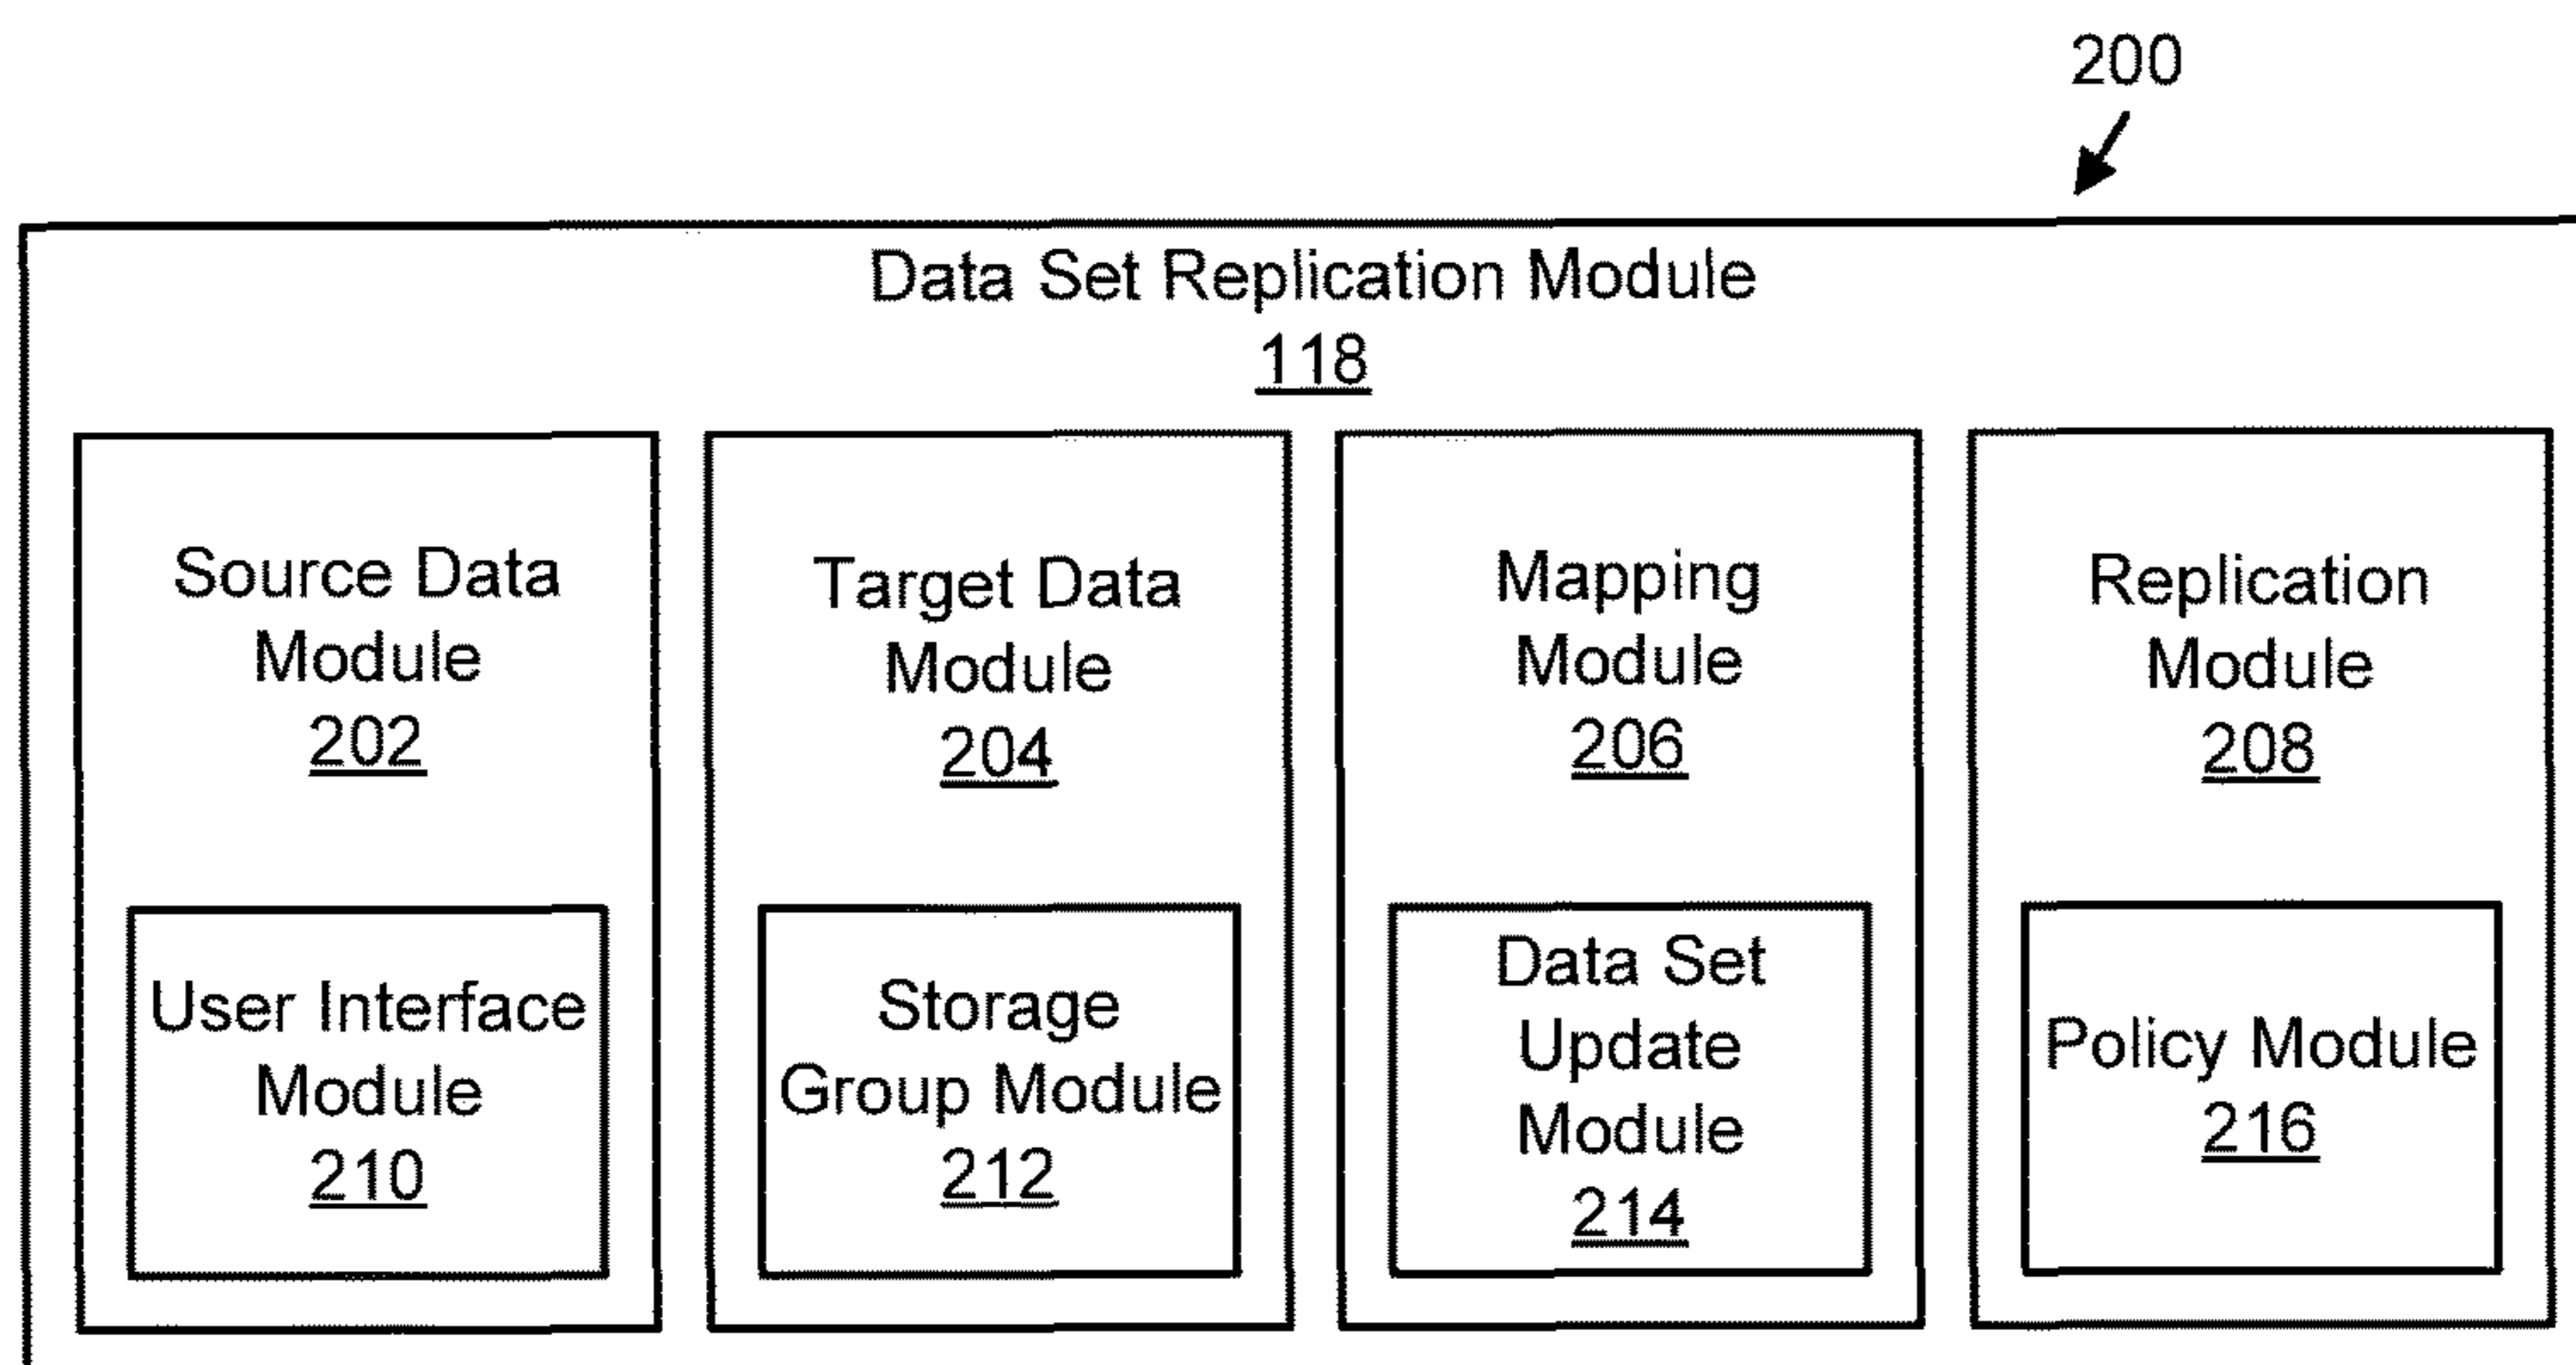 200
Data Set Replication Module
118
Source Data
Module
202
User Interface
Module
210
Target Data
Module
204
Storage
Group Module
212
Mapping
Module
206
Data Set
Update
Module
214
Replication
Module
208
Policy Module
216